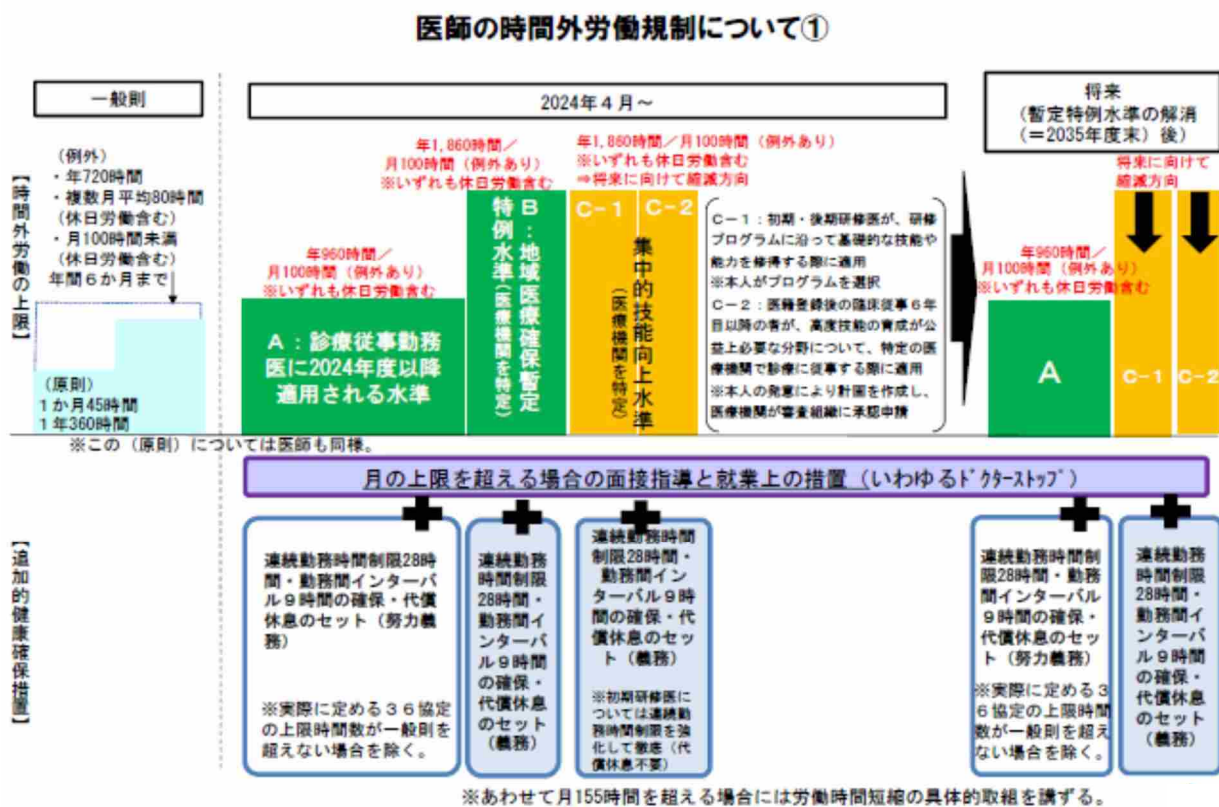 医師の時間外労働規制について①
一般則
2024年4月~
将来
(暫定特例水準の解消
(=2035年度末)後)
【時間外労働の上限】
(例外)
・年720時間
・複数月平均80時間
(休日労働含む)
・月100時間未満
(休日労働含む)
年間6か月まで
(原則)
1か月45時間
1年360時間
※この(原則)については医師も同様。
年960時間/
月100時間(例外あり)
※いずれも休日労働含む
A:診療従事勤務
医に2024年度以降
適用される水準
年1,860時間/
月100時間(例外あり)
※いずれも休日労働含む
B:地域医療確保暫定
特例水準(医療機関を特定)
年1,860時間/月100時間(例外あり)
※いずれも休日労働含む
⇒将来に向けて縮減方向
C-1
C-2
集中的技能向上水準
(医療機関を特定)
C-1:初期・後期研修医が、研修
プログラムに沿って基礎的な技能や
能力を修得する際に適用
※本人がプログラムを選択
C-2:医籍登録後の臨床従事6年
目以降の者が、高度技能の育成が公
益上必要な分野について、特定の医
療機関で診療に従事する際に適用
※本人の発意により計画を作成し、
医療機関が審査組織に承認申請
年960時間/
月100時間(例外あり)
※いずれも休日労働含む
A
将来に向けて
縮減方向
C-1
C-2
月の上限を超える場合の面接指導と就業上の措置(いわゆるドクターストップ)
【追加的健康確保措置】
連続勤務時間制限28時
間・勤務間インターバ
ル9時間の確保・代償
休息のセット(努力義
務)
※実際に定める36協定
の上限時間数が一般則を
超えない場合を除く。
連続勤務
時間制限
28時間・
勤務間イ
ンターバ
ル9時間
の確保・
代償休息
のセット
(義務)
連続勤務時間
制限28時間・
勤務間イン
ターバル9時
間の確保・代
償休息のセッ
ト(義務)
※初期研修医に
ついては連続勤
務時間制限を強
化して徹底(代
償休息不要)
連続勤務時間制
限28時間・勤務
間インターバル
9時間の確保・
代償休息のセッ
ト(努力義務)
※実際に定める3
6協定の上限時間
数が一般則を超え
ない場合を除く。
連続勤務
時間制限
28時間・
勤務間イ
ンターバ
ル9時間
の確保・
代償休息
のセット
(義務)
※あわせて月155時間を超える場合には労働時間短縮の具体的取組を講ずる。